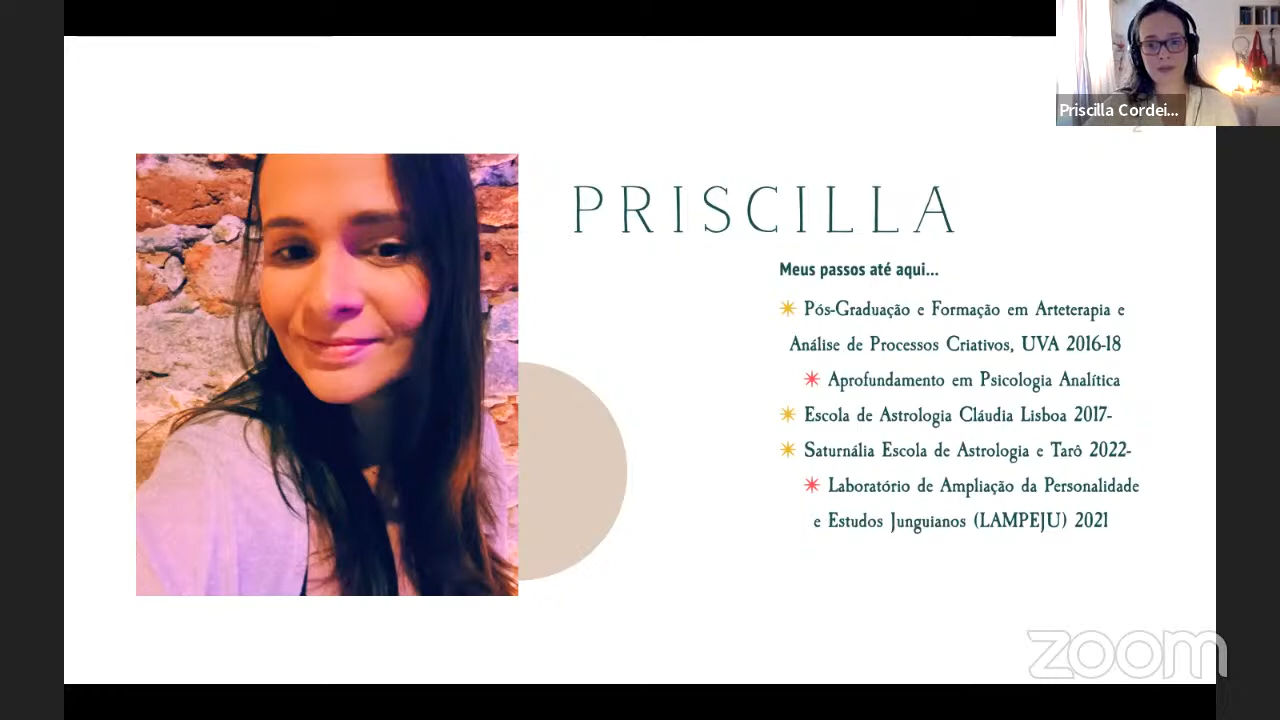 Priscilla Cordei...
2
PRISCILLA
Meus passos até aqui...
Pós-Graduação e Formação em Arteterapia e
Análise de Processos Criativos, UVA 2016-18
Aprofundamento em Psicologia Analítica
Escola de Astrologia Cláudia Lisboa 2017-
Saturnália Escola de Astrologia e Tarô 2022-
Laboratório de Ampliação da Personalidade
e Estudos Junguianos (LAMPEJU) 2021
zoom